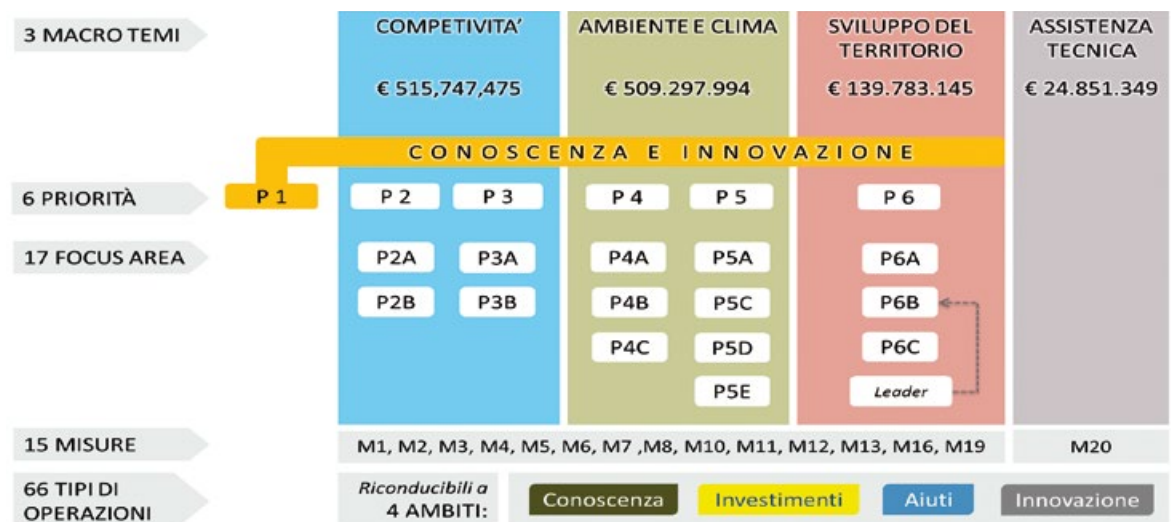 3 MACRO TEMI
COMPETIVITA'
€ 515,747,475
AMBIENTE E CLIMA
€ 509.297.994
SVILUPPO DEL
TERRITORIO
€ 139.783.145
ASSISTENZA
TECNICA
€ 24.851.349
CONOSCENZA E INNOVAZIONE
6 PRIORITÀ
P 1
P 2
P 3
P 4
P 5
P 6
17 FOCUS AREA
P2A
P3A
P4A
P5A
P6A
P2B
P3B
P4B
P5C
P6B
P4C
P5D
P6C
P5E
Leader
15 MISURE
M1, M2, M3, M4, M5, M6, M7 ,M8, M10, M11, M12, M13, M16, M19
M20
66 TIPI DI
OPERAZIONI
Riconducibili a
4 AMBITI:
Conoscenza
Investimenti
Aiuti
Innovazione